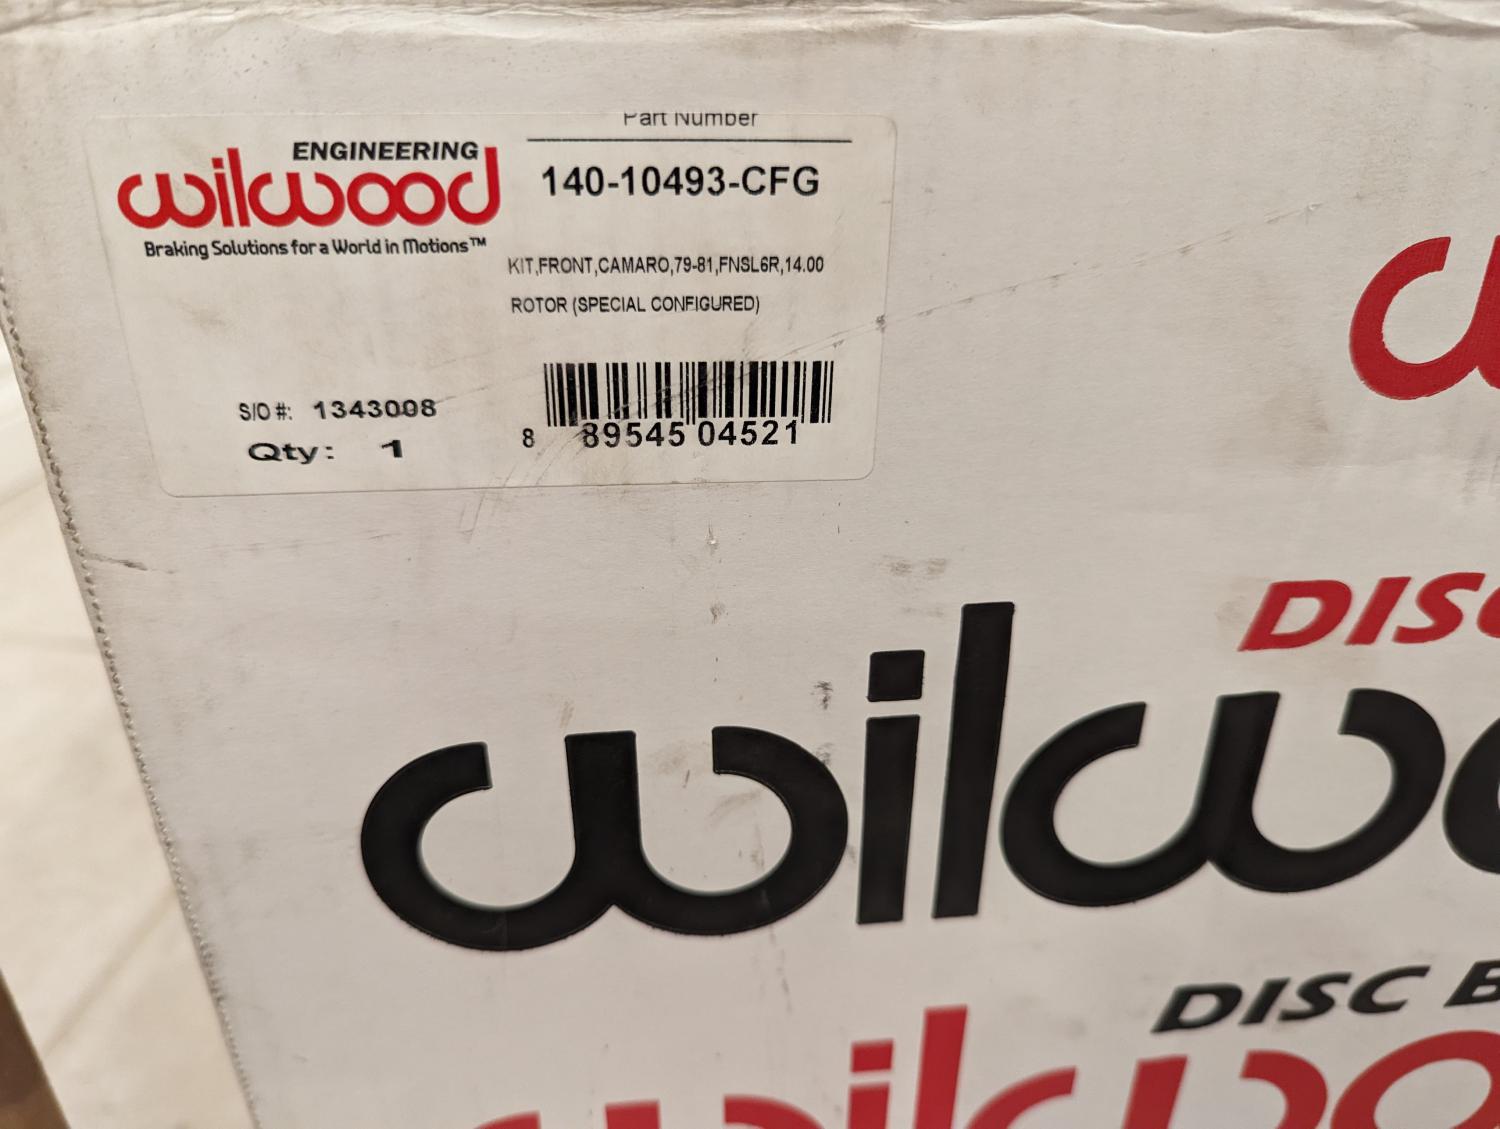 Part Number
ENGINEERING
wilwood
140-10493-CFG
Braking Solutions for a World in Motions™
KIT,FRONT,CAMARO,79-81,FNSL6R,14.00
ROTOR (SPECIAL CONFIGURED)
S/O #: 1343008
Qty: 1
8 89545 04521
DISC
wilwo
DISC B
wilwoo